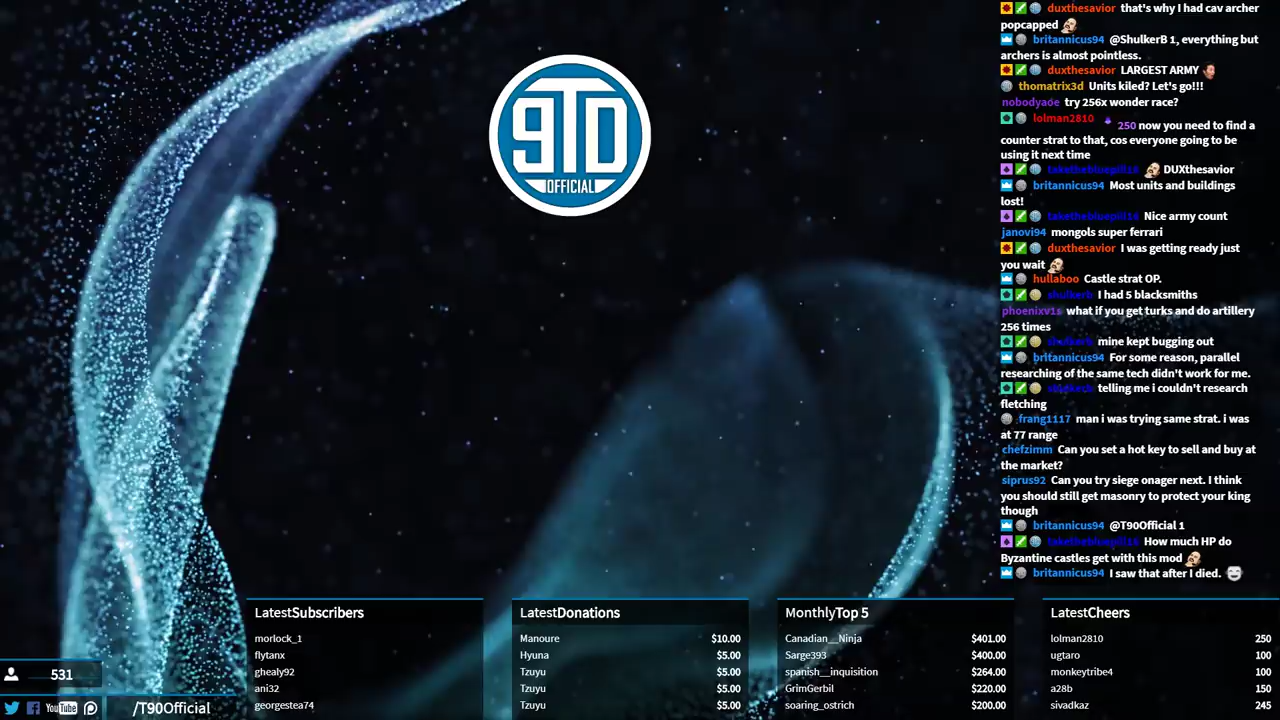 9TD
OFFICIAL
duxthesavior that's why I had cav archer
popcapped
britannicus94 @ShulkerB 1, everything but
archers is almost pointless.
duxthesavior LARGEST ARMY
thomatrix3d Units killed? Let's go!!!
nobodyaoe try 256x wonder race?
lolman2810 250 now you need to find a
counter strat to that, cos everyone going to be
using it next time
takethebluepill16 DUXthesavior
britannicus94 Most units and buildings
lost!
takethebluepill16 Nice army count
janovi94 mongols super ferrari
duxthesavior I was getting ready just
you wait
hullaboo Castle strat OP.
shulkerb I had 5 blacksmiths
phoenixv1s what if you get turks and do artillery
256 times
shulkerb mine kept bugging out
britannicus94 For some reason, parallel
researching of the same tech didn't work for me.
shulkerb telling me i couldn't research
fletching
frang1117 man i was trying same strat. i was
at 77 range
chefzimm Can you set a hot key to sell and buy at
the market?
siprus92 Can you try siege onager next. I think
you should still get masonry to protect your king
though
britannicus94 @T90Official 1
takethebluepill16 How much HP do
Byzantine castles get with this mod
britannicus94 I saw that after I died.
LatestSubscribers
morlock_1
flytanx
ghealy92
ani32
georgestea74
LatestDonations
Manoure $10.00
Hyuna $5.00
Tzuyu $5.00
Tzuyu $5.00
Tzuyu $5.00
MonthlyTop 5
Canadian__Ninja $401.00
Sarge393 $400.00
spanish__inquisition $264.00
GrimGerbil $220.00
soaring_ostrich $200.00
LatestCheers
lolman2810 250
ugtaro 100
monkeytribe4 100
a28b 150
sivadkaz 245
531
YouTube
/T90Official